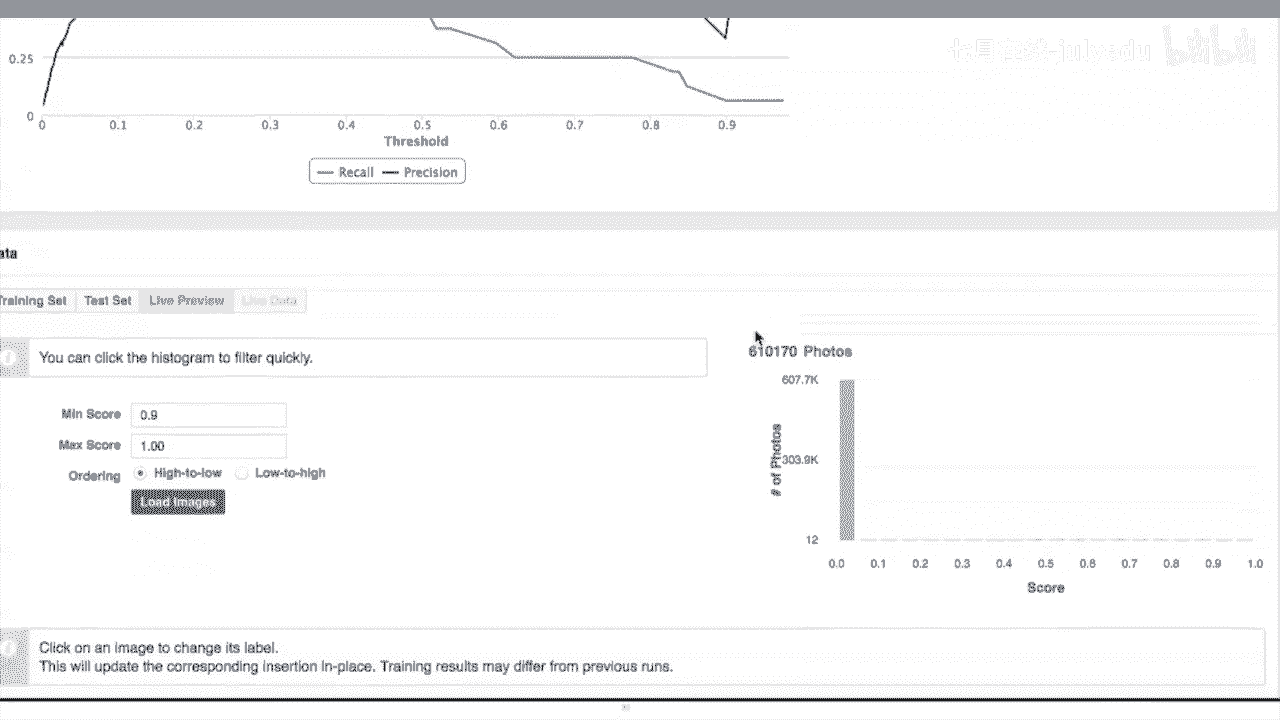 0.25
0
0 0.1 0.2 0.3 0.4 0.5 0.6 0.7 0.8 0.9
Threshold
Recall Precision
ata
Training Set Test Set Live Preview Live Data
You can click the histogram to filter quickly.
Min Score 0.9
Max Score 1.00
Ordering High-to-low Low-to-high
Load Images
610170 Photos
607.7K
303.9K
12
# of Photos
0.0 0.1 0.2 0.3 0.4 0.5 0.6 0.7 0.8 0.9 1.0
Score
Click on an image to change its label.
This will update the corresponding insertion in-place. Training results may differ from previous runs.
七月在线-julyedu bilibili